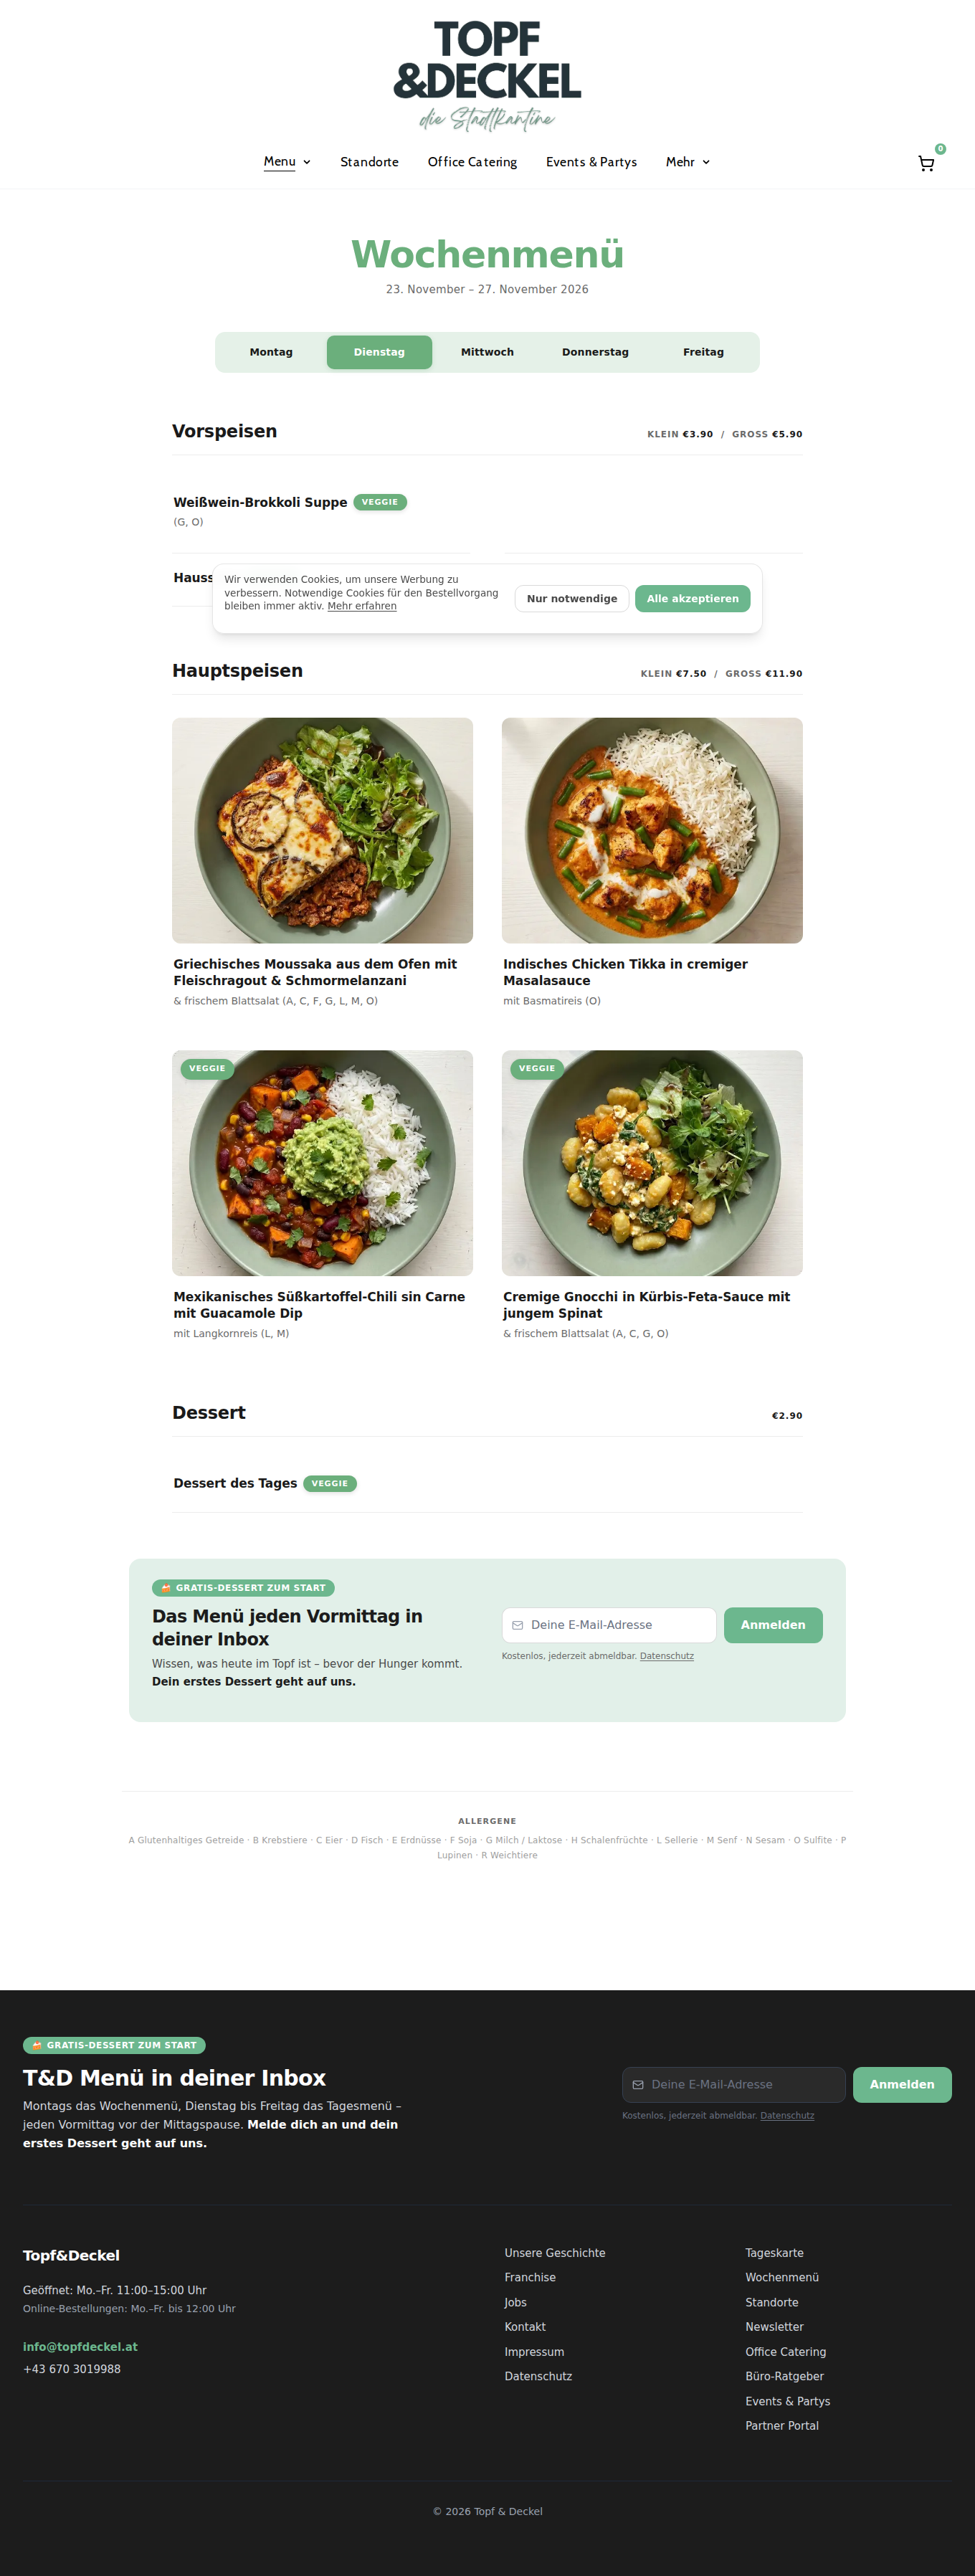 TOPF
&DECKEL
die Stadtkantine
Menu
Standorte
Office Catering
Events & Partys
Mehr
0
Wochenmenü
23. November – 27. November 2026
Montag
Dienstag
Mittwoch
Donnerstag
Freitag
Vorspeisen
KLEIN €3.90 / GROSS €5.90
Weißwein-Brokkoli Suppe VEGGIE
(G, O)
Wir verwenden Cookies, um unsere Werbung zu
verbessern. Notwendige Cookies für den Bestellvorgang
bleiben immer aktiv. Mehr erfahren
Nur notwendige
Alle akzeptieren
Hauptspeisen
KLEIN €7.50 / GROSS €11.90
Griechisches Moussaka aus dem Ofen mit
Fleischragout & Schmormelanzani
& frischem Blattsalat (A, C, F, G, L, M, O)
Indisches Chicken Tikka in cremiger
Masalasauce
mit Basmatireis (O)
VEGGIE
Mexikanisches Süßkartoffel-Chili sin Carne
mit Guacamole Dip
mit Langkornreis (L, M)
VEGGIE
Cremige Gnocchi in Kürbis-Feta-Sauce mit
jungem Spinat
& frischem Blattsalat (A, C, G, O)
Dessert
€2.90
Dessert des Tages VEGGIE
🍰 GRATIS-DESSERT ZUM START
Das Menü jeden Vormittag in
deiner Inbox
Wissen, was heute im Topf ist – bevor der Hunger kommt.
Dein erstes Dessert geht auf uns.
Deine E-Mail-Adresse
Anmelden
Kostenlos, jederzeit abmeldbar. Datenschutz
ALLERGENE
A Glutenhaltiges Getreide · B Krebstiere · C Eier · D Fisch · E Erdnüsse · F Soja · G Milch / Laktose · H Schalenfrüchte · L Sellerie · M Senf · N Sesam · O Sulfite · P
Lupinen · R Weichtiere
🍰 GRATIS-DESSERT ZUM START
T&D Menü in deiner Inbox
Montags das Wochenmenü, Dienstag bis Freitag das Tagesmenü –
jeden Vormittag vor der Mittagspause. Melde dich an und dein
erstes Dessert geht auf uns.
Deine E-Mail-Adresse
Anmelden
Kostenlos, jederzeit abmeldbar. Datenschutz
Topf&Deckel
Geöffnet: Mo.–Fr. 11:00–15:00 Uhr
Online-Bestellungen: Mo.–Fr. bis 12:00 Uhr
info@topfdeckel.at
+43 670 3019988
Unsere Geschichte
Franchise
Jobs
Kontakt
Impressum
Datenschutz
Tageskarte
Wochenmenü
Standorte
Newsletter
Office Catering
Büro-Ratgeber
Events & Partys
Partner Portal
© 2026 Topf & Deckel